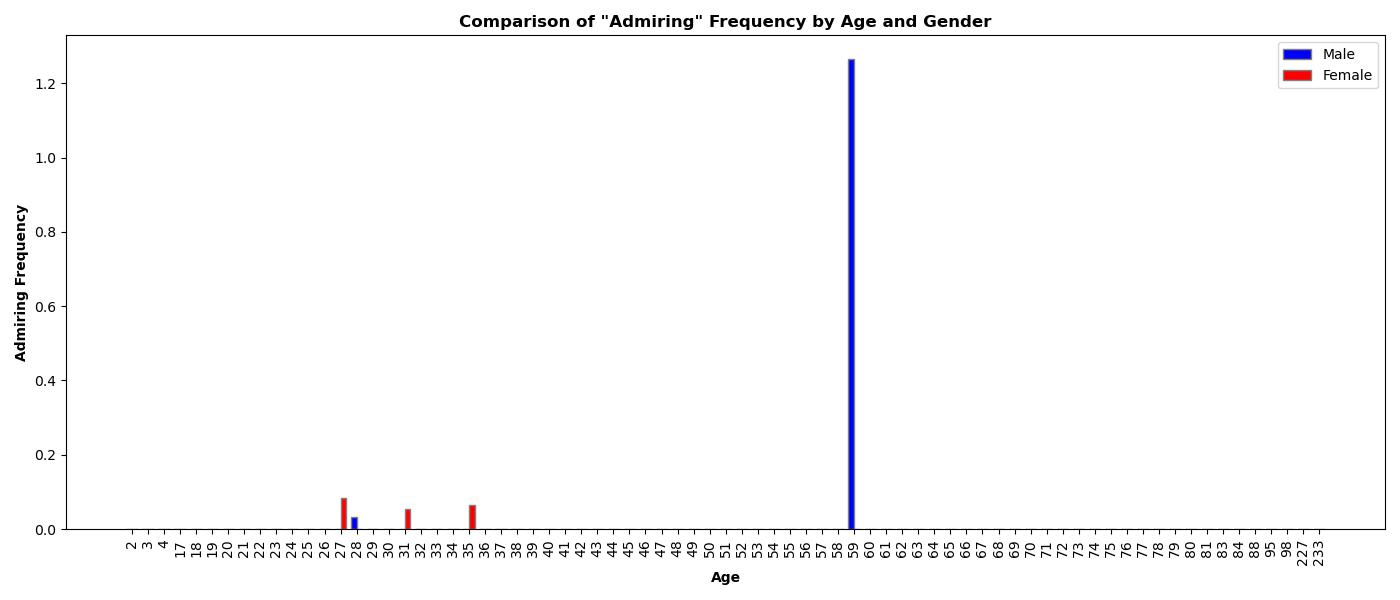 Comparison of "Admiring" Frequency by Age and Gender
Male
Female
Admiring Frequency
1.2
1.0
0.8
0.6
0.4
0.2
0.0
2 3 4 17 18 19 20 21 22 23 24 25 26 27 28 29 30 31 32 33 34 35 36 37 38 39 40 41 42 43 44 45 46 47 48 49 50 51 52 53 54 55 56 57 58 59 60 61 62 63 64 65 66 67 68 69 70 71 72 73 74 75 76 77 78 79 80 81 83 84 88 95 98 227 233
Age